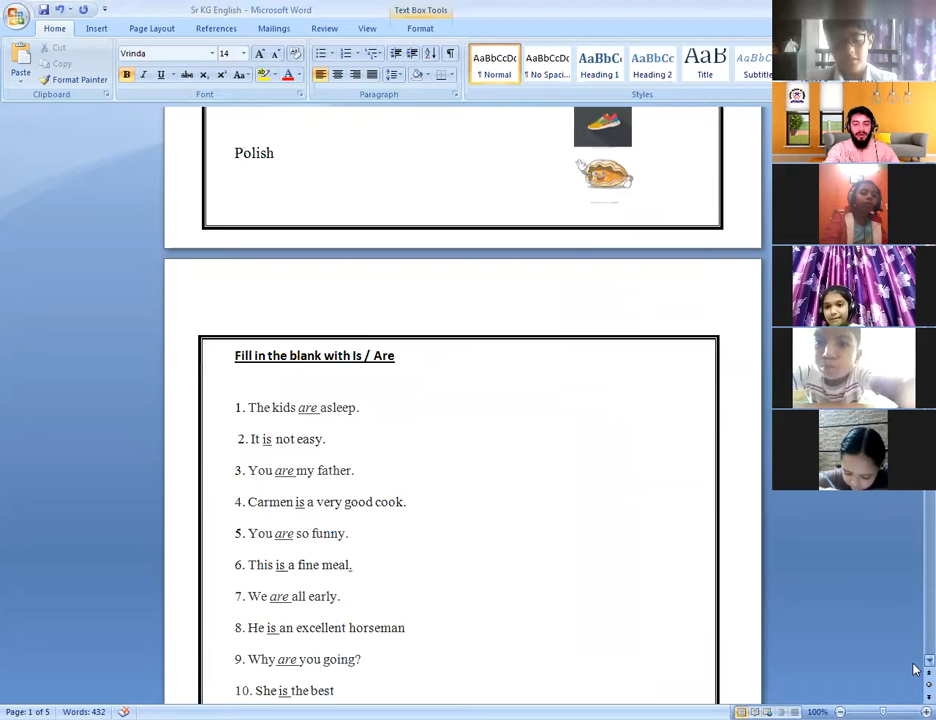 Sr KG English - Microsoft Word
Text Box Tools
Home Insert Page Layout References Mailings Review View Format
Paste
Cut
Copy
Format Painter
Clipboard
Vrinda 14
B I U abc X₂ X² Aa A
Font
Paragraph
AaBbCcDc AaBbCcDc AaBbC AaBbCc AaB AaBbCc
¶ Normal ¶ No Spaci... Heading 1 Heading 2 Title Subtitle
Styles
Polish
Fill in the blank with Is / Are
1. The kids are asleep.
2. It is not easy.
3. You are my father.
4. Carmen is a very good cook.
5. You are so funny.
6. This is a fine meal.
7. We are all early.
8. He is an excellent horseman
9. Why are you going?
10. She is the best
Page: 1 of 5 Words: 432 100%